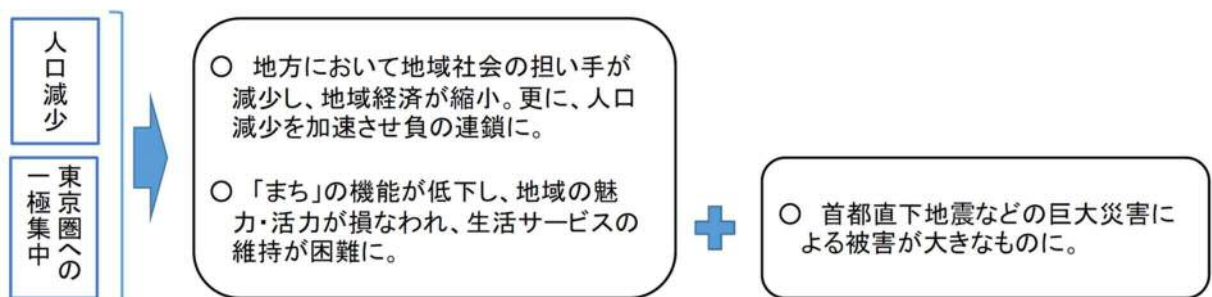 人口減少
東京圏への
一極集中
○ 地方において地域社会の担い手が
減少し、地域経済が縮小。更に、人口
減少を加速させ負の連鎖に。
○ 「まち」の機能が低下し、地域の魅
力・活力が損なわれ、生活サービスの
維持が困難に。
○ 首都直下地震などの巨大災害に
よる被害が大きなものに。